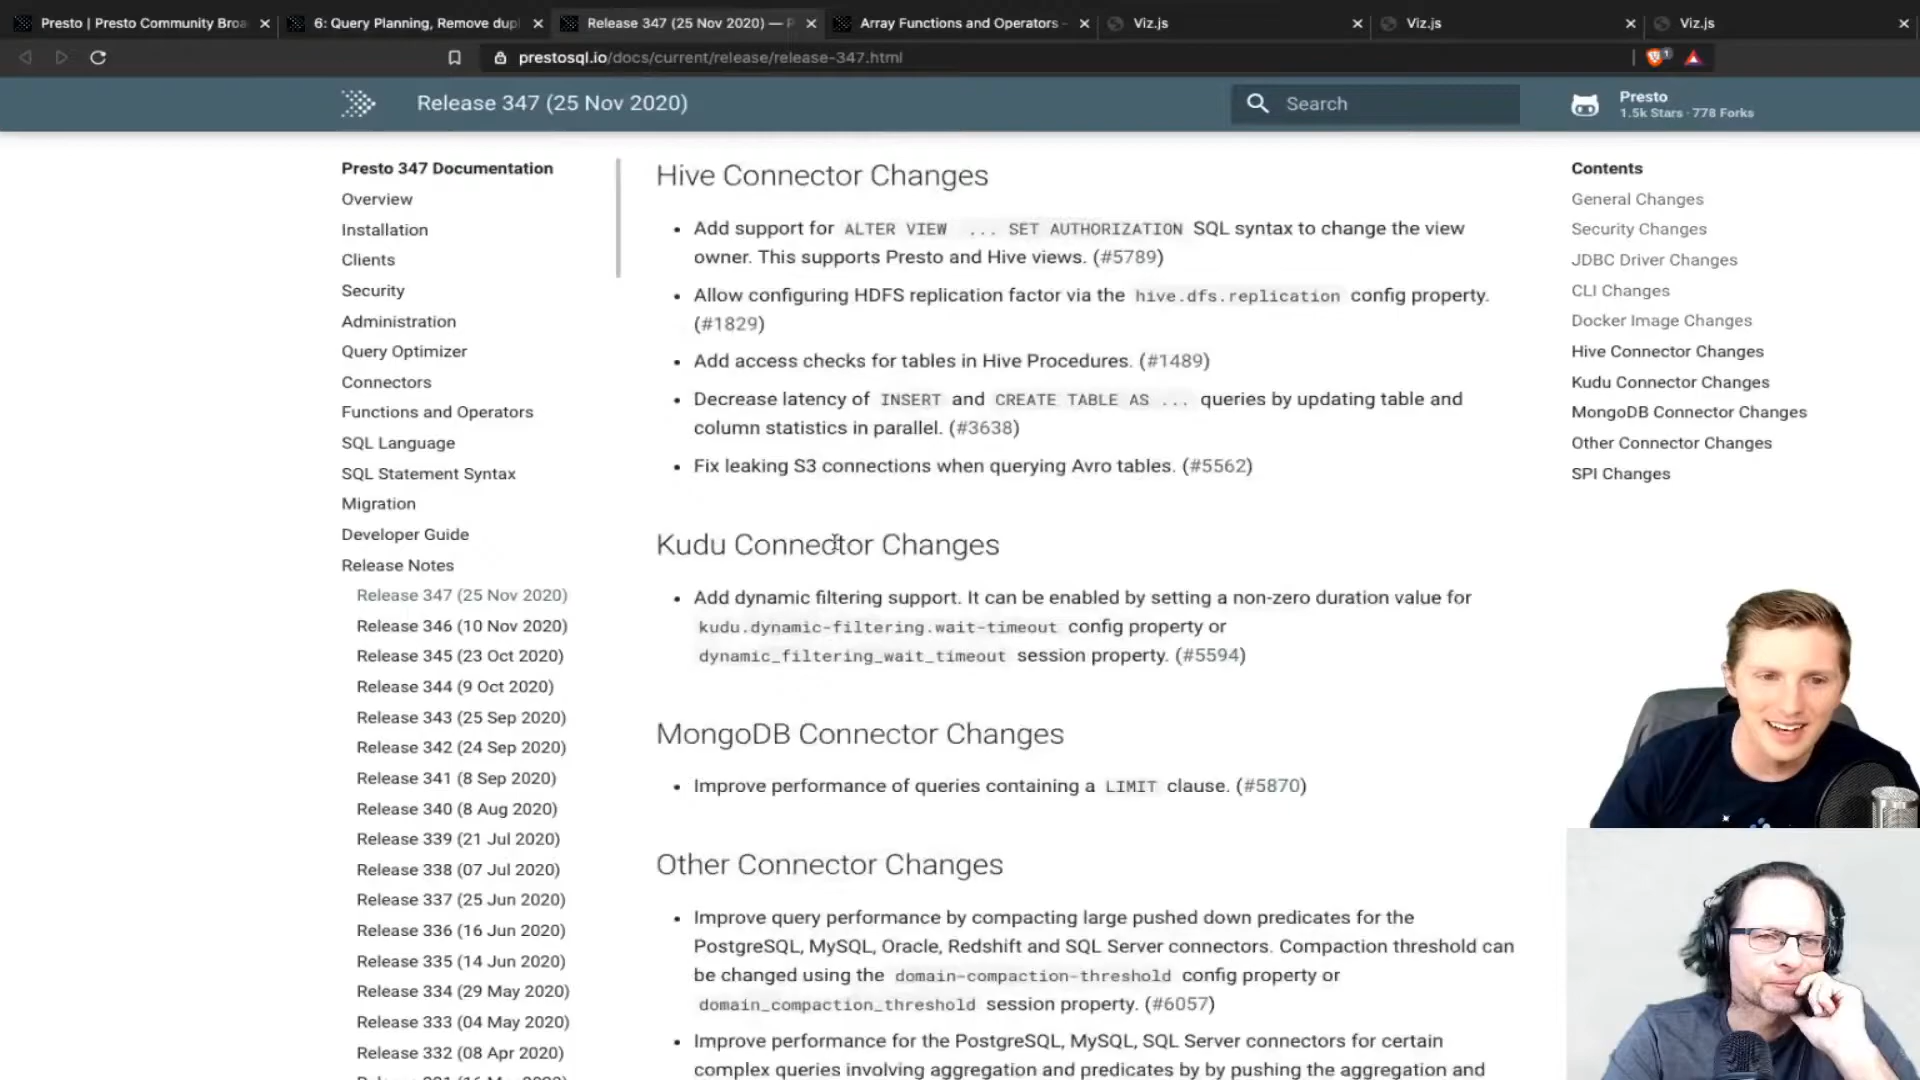 Presto | Presto Community Broa
6: Query Planning, Remove dup
Release 347 (25 Nov 2020) — P
Array Functions and Operators -
Viz.js
Viz.js
Viz.js
prestosql.io/docs/current/release/release-347.html
1
Release 347 (25 Nov 2020)
Search
Presto
1.5k Stars · 778 Forks
Presto 347 Documentation
Overview
Installation
Clients
Security
Administration
Query Optimizer
Connectors
Functions and Operators
SQL Language
SQL Statement Syntax
Migration
Developer Guide
Release Notes
Release 347 (25 Nov 2020)
Release 346 (10 Nov 2020)
Release 345 (23 Oct 2020)
Release 344 (9 Oct 2020)
Release 343 (25 Sep 2020)
Release 342 (24 Sep 2020)
Release 341 (8 Sep 2020)
Release 340 (8 Aug 2020)
Release 339 (21 Jul 2020)
Release 338 (07 Jul 2020)
Release 337 (25 Jun 2020)
Release 336 (16 Jun 2020)
Release 335 (14 Jun 2020)
Release 334 (29 May 2020)
Release 333 (04 May 2020)
Release 332 (08 Apr 2020)
Hive Connector Changes
• Add support for ALTER VIEW ... SET AUTHORIZATION SQL syntax to change the view
owner. This supports Presto and Hive views. (#5789)
• Allow configuring HDFS replication factor via the hive.dfs.replication config property.
(#1829)
• Add access checks for tables in Hive Procedures. (#1489)
• Decrease latency of INSERT and CREATE TABLE AS ... queries by updating table and
column statistics in parallel. (#3638)
• Fix leaking S3 connections when querying Avro tables. (#5562)
Kudu Connector Changes
• Add dynamic filtering support. It can be enabled by setting a non-zero duration value for
kudu.dynamic-filtering.wait-timeout config property or
dynamic_filtering_wait_timeout session property. (#5594)
MongoDB Connector Changes
• Improve performance of queries containing a LIMIT clause. (#5870)
Other Connector Changes
• Improve query performance by compacting large pushed down predicates for the
PostgreSQL, MySQL, Oracle, Redshift and SQL Server connectors. Compaction threshold can
be changed using the domain-compaction-threshold config property or
domain_compaction_threshold session property. (#6057)
• Improve performance for the PostgreSQL, MySQL, SQL Server connectors for certain
complex queries involving aggregation and predicates by by pushing the aggregation and
Contents
General Changes
Security Changes
JDBC Driver Changes
CLI Changes
Docker Image Changes
Hive Connector Changes
Kudu Connector Changes
MongoDB Connector Changes
Other Connector Changes
SPI Changes